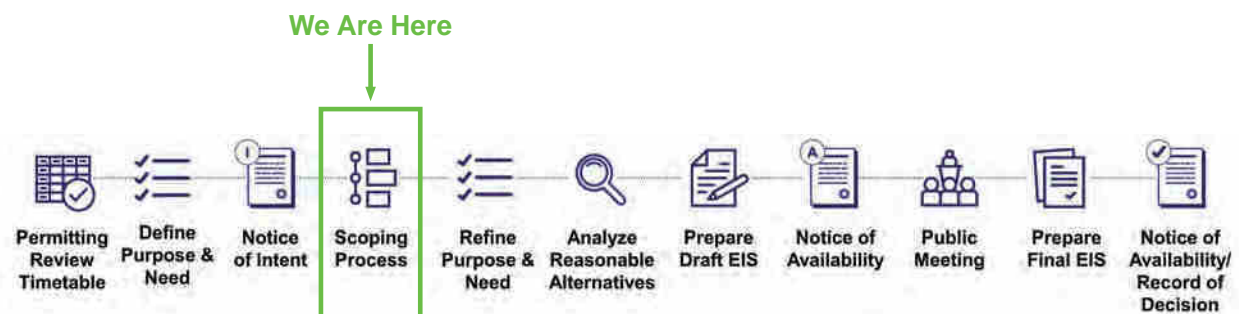 We Are Here
I
A
Permitting
Review
Timetable
Define
Purpose &
Need
Notice
of Intent
Scoping
Process
Refine
Purpose &
Need
Analyze
Reasonable
Alternatives
Prepare
Draft EIS
Notice of
Availability
Public
Meeting
Prepare
Final EIS
Notice of
Availability/
Record of
Decision